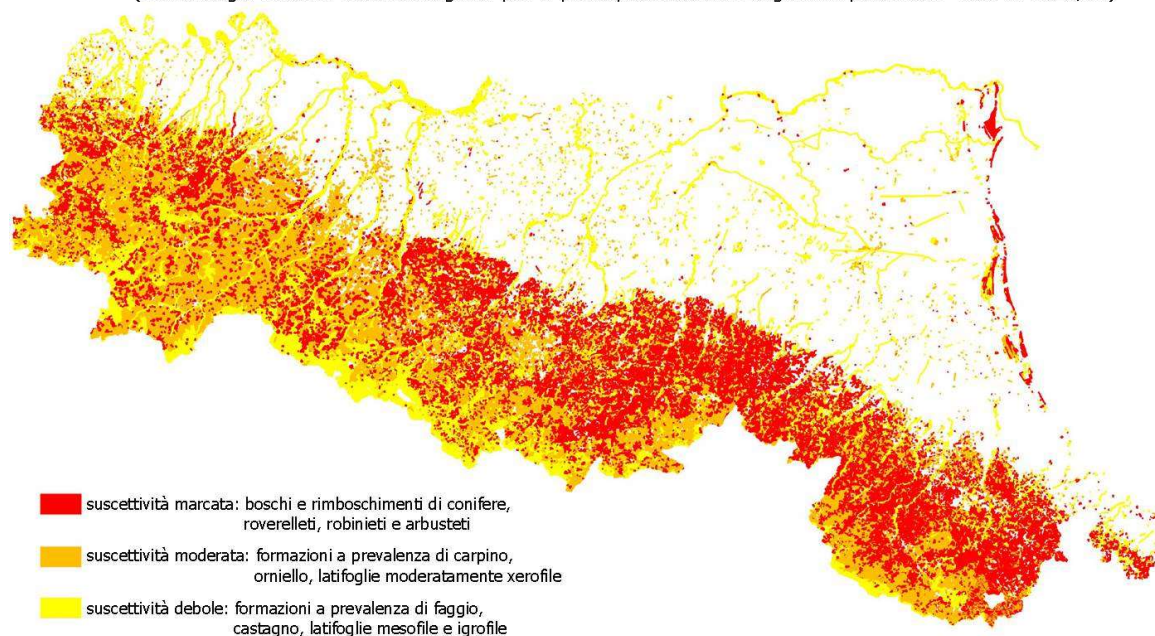 suscettività marcata: boschi e rimboschimenti di conifere,
roverelleti, robinieti e arbusteti
suscettività moderata: formazioni a prevalenza di carpino,
orniello, latifoglie moderatamente xerofile
suscettività debole: formazioni a prevalenza di faggio,
castagno, latifoglie mesofile e igrofile